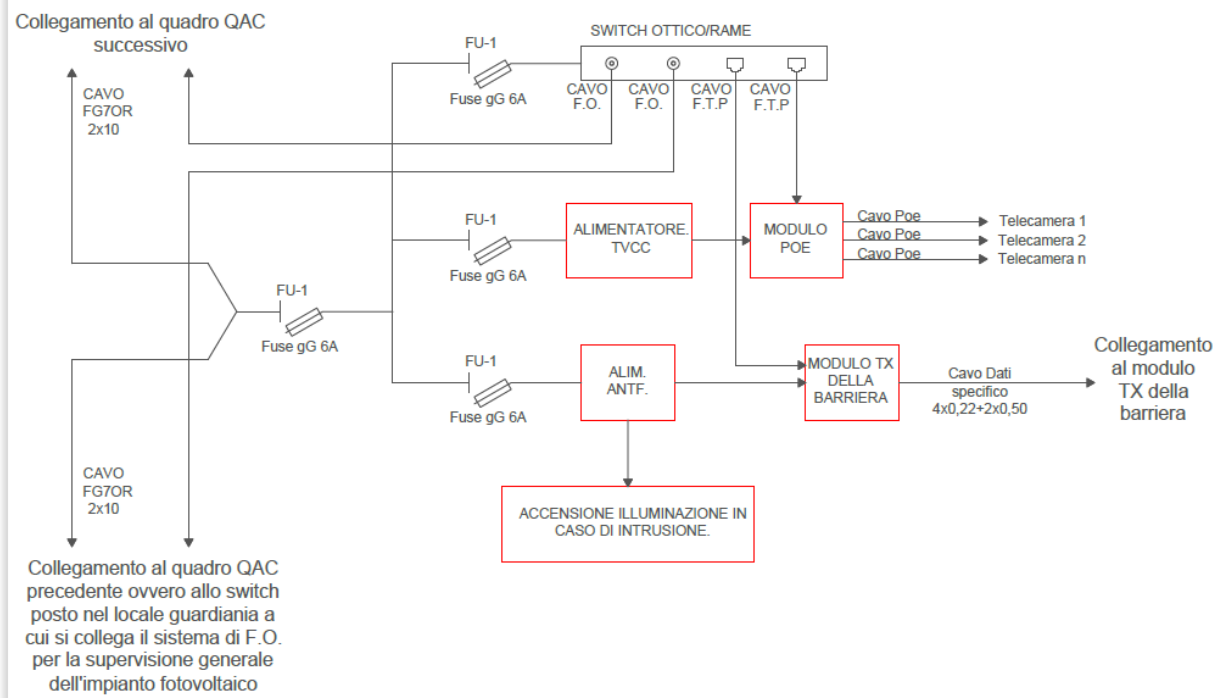 Collegamento al quadro QAC
successivo
SWITCH OTTICO/RAME
FU-1
Fuse gG 6A
CAVO
F.O.
CAVO
F.O.
CAVO
F.T.P
CAVO
F.T.P
CAVO
FG7OR
2x10
FU-1
Fuse gG 6A
ALIMENTATORE.
TVCC
MODULO
POE
Cavo Poe
Telecamera 1
Cavo Poe
Telecamera 2
Cavo Poe
Telecamera n
FU-1
Fuse gG 6A
FU-1
Fuse gG 6A
ALIM.
ANTF.
MODULO TX
DELLA
BARRIERA
Cavo Dati
specifico
4x0,22+2x0,50
Collegamento
al modulo
TX della
barriera
CAVO
FG7OR
2x10
ACCENSIONE ILLUMINAZIONE IN
CASO DI INTRUSIONE.
Collegamento al quadro QAC
precedente ovvero allo switch
posto nel locale guardiania a
cui si collega il sistema di F.O.
per la supervisione generale
dell'impianto fotovoltaico